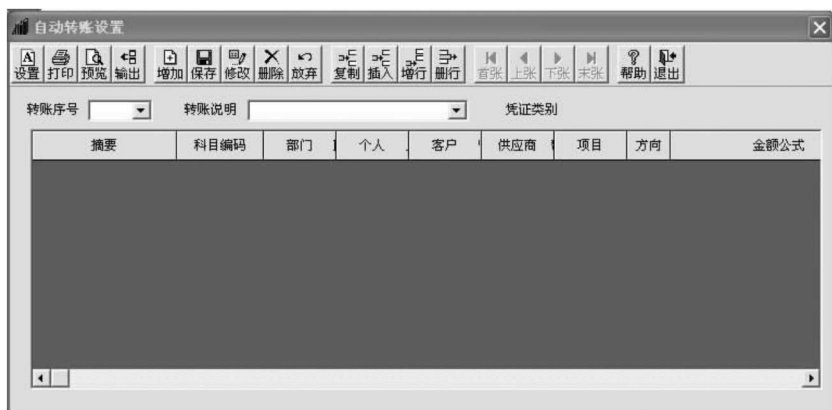 自动转账设置
设置 打印 预览 输出 增加 保存 修改 删除 放弃 复制 插入 增行 删行 首张 上张 下张 末张 帮助 退出
转账序号 转账说明 凭证类别
摘要 科目编码 部门 个人 客户 供应商 项目 方向 金额公式